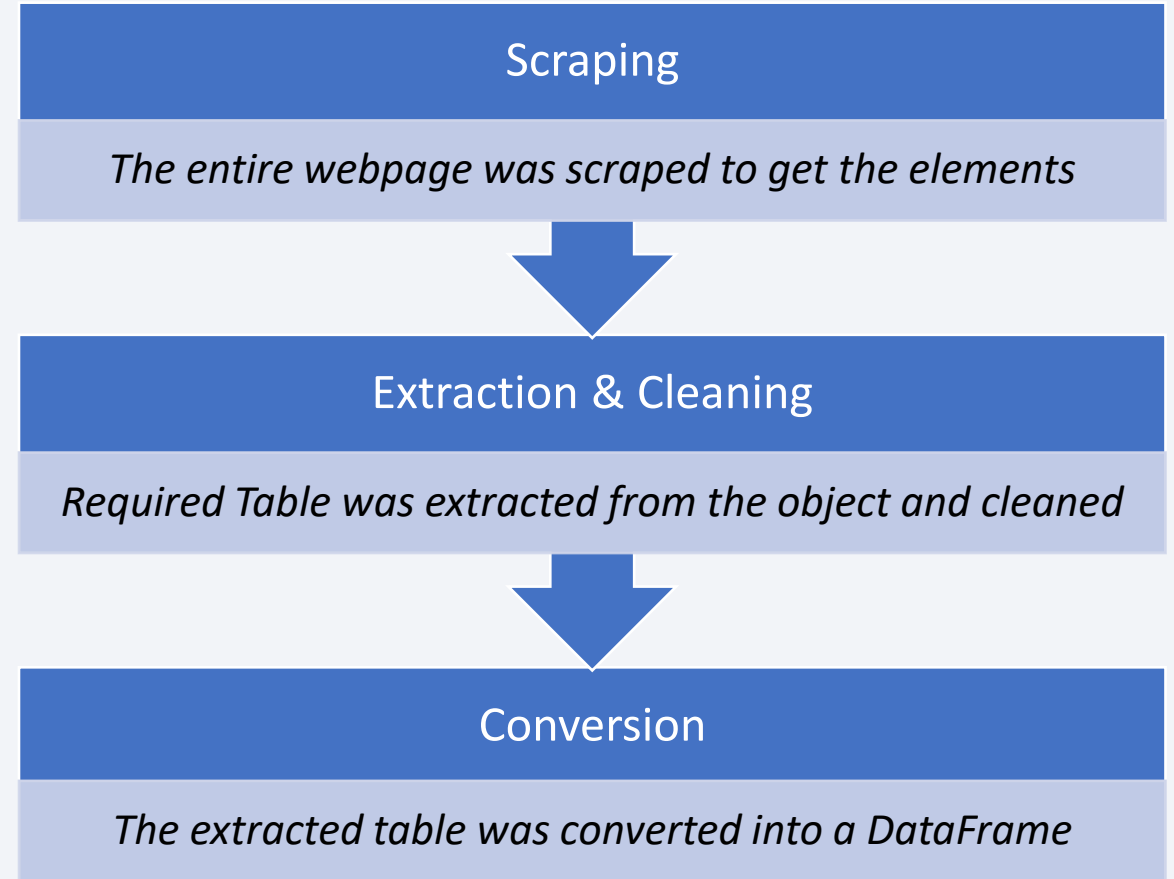 Scraping
The entire webpage was scraped to get the elements
Extraction & Cleaning
Required Table was extracted from the object and cleaned
Conversion
The extracted table was converted into a DataFrame